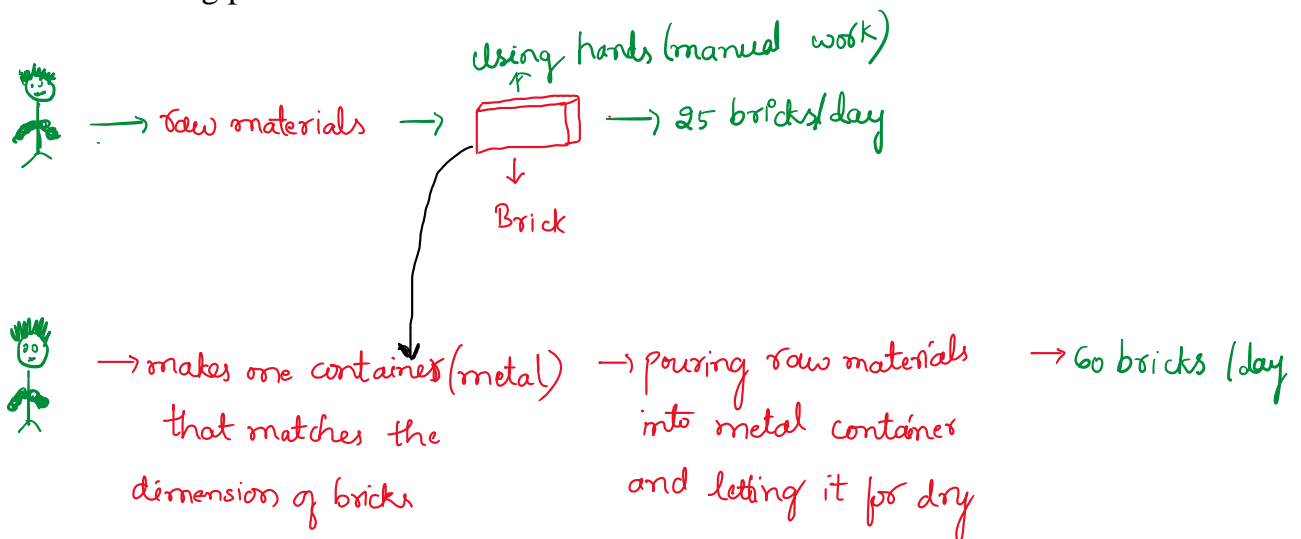 Using hands (manual work)
→ raw materials → → 25 bricks/day
Brick
→ makes one container (metal) → pouring raw materials → 60 bricks /day
that matches the into metal container
dimension of bricks and letting it for dry